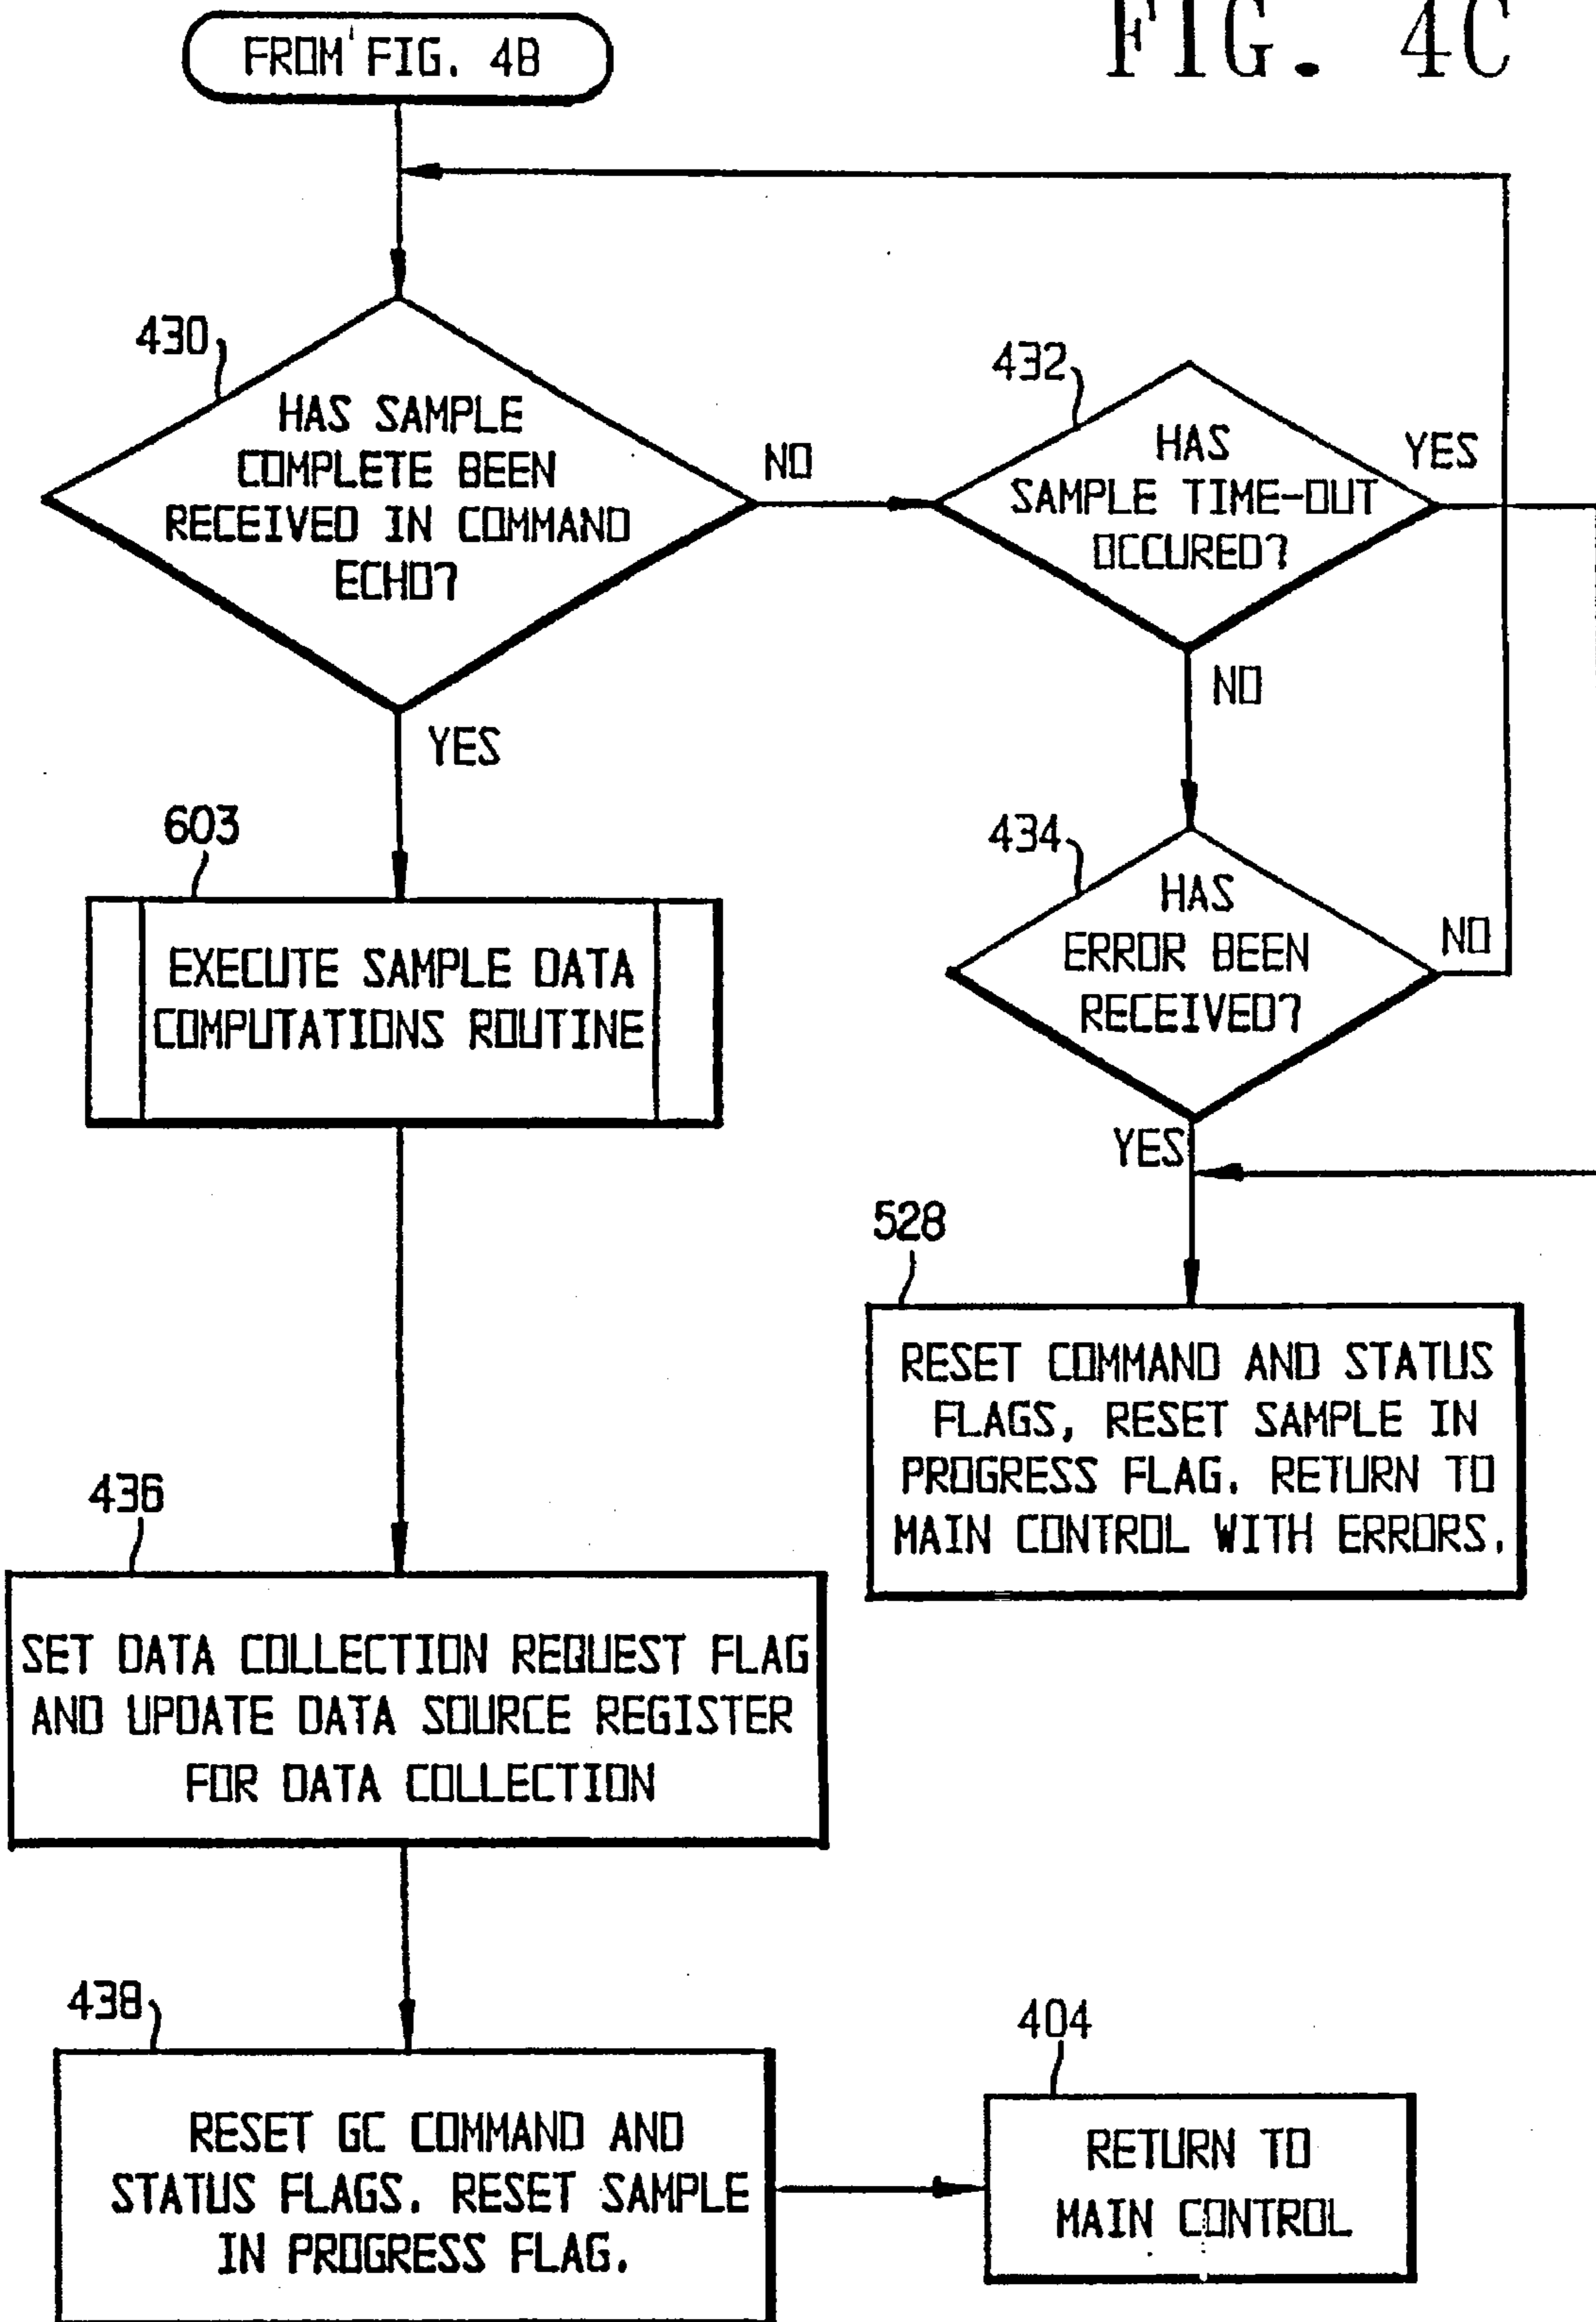 FIG. 4C
FROM FIG. 4B
430
HAS SAMPLE
COMPLETE BEEN
RECEIVED IN COMMAND
ECHO?
NO
YES
432
HAS
SAMPLE TIME-OUT
OCCURED?
YES
NO
434
HAS
ERROR BEEN
RECEIVED?
NO
YES
603
EXECUTE SAMPLE DATA
COMPUTATIONS ROUTINE
528
RESET COMMAND AND STATUS
FLAGS, RESET SAMPLE IN
PROGRESS FLAG. RETURN TO
MAIN CONTROL WITH ERRORS.
436
SET DATA COLLECTION REQUEST FLAG
AND UPDATE DATA SOURCE REGISTER
FOR DATA COLLECTION
438
RESET GC COMMAND AND
STATUS FLAGS. RESET SAMPLE
IN PROGRESS FLAG.
404
RETURN TO
MAIN CONTROL